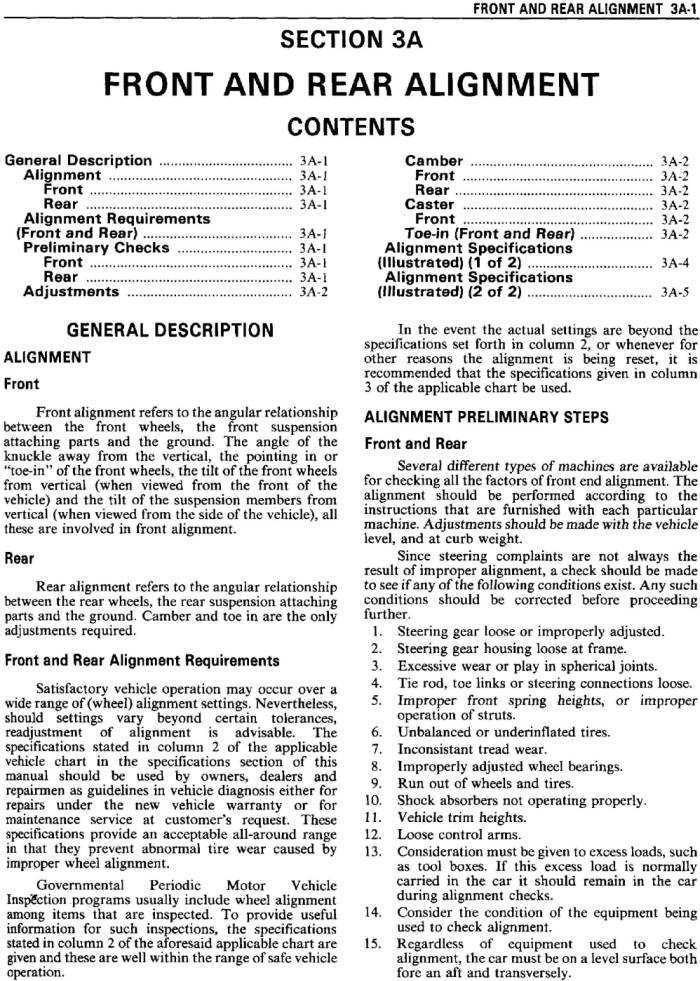 FRONT AND REAR ALIGNMENT 3A-1
SECTION 3A
FRONT AND REAR ALIGNMENT
CONTENTS
General Description ................................. 3A-1
Alignment ............................................. 3A-1
Front .................................................. 3A-1
Rear ................................................... 3A-1
Alignment Requirements
(Front and Rear) ..................................... 3A-1
Preliminary Checks ............................ 3A-1
Front .................................................. 3A-1
Rear ................................................... 3A-1
Adjustments ......................................... 3A-2
Camber ............................................. 3A-2
Front ................................................ 3A-2
Rear ................................................. 3A-2
Caster ............................................... 3A-2
Front ................................................ 3A-2
Toe-in (Front and Rear) .................. 3A-2
Alignment Specifications
(Illustrated) (1 of 2) ............................... 3A-4
Alignment Specifications
(Illustrated) (2 of 2) ............................... 3A-5
GENERAL DESCRIPTION
ALIGNMENT
Front
Front alignment refers to the angular relationship
between the front wheels, the front suspension
attaching parts and the ground. The angle of the
knuckle away from the vertical, the pointing in or
"toe-in" of the front wheels, the tilt of the front wheels
from vertical (when viewed from the front of the
vehicle) and the tilt of the suspension members from
vertical (when viewed from the side of the vehicle), all
these are involved in front alignment.
Rear
Rear alignment refers to the angular relationship
between the rear wheels, the rear suspension attaching
parts and the ground. Camber and toe in are the only
adjustments required.
Front and Rear Alignment Requirements
Satisfactory vehicle operation may occur over a
wide range of (wheel) alignment settings. Nevertheless,
should settings vary beyond certain tolerances,
readjustment of alignment is advisable. The
specifications stated in column 2 of the applicable
vehicle chart in the specifications section of this
manual should be used by owners, dealers and
repairmen as guidelines in vehicle diagnosis either for
repairs under the new vehicle warranty or for
maintenance service at customer's request. These
specifications provide an acceptable all-around range
in that they prevent abnormal tire wear caused by
improper wheel alignment.
Governmental Periodic Motor Vehicle
Inspection programs usually include wheel alignment
among items that are inspected. To provide useful
information for such inspections, the specifications
stated in column 2 of the aforesaid applicable chart are
given and these are well within the range of safe vehicle
operation.
In the event the actual settings are beyond the
specifications set forth in column 2, or whenever for
other reasons the alignment is being reset, it is
recommended that the specifications given in column
3 of the applicable chart be used.
ALIGNMENT PRELIMINARY STEPS
Front and Rear
Several different types of machines are available
for checking all the factors of front end alignment. The
alignment should be performed according to the
instructions that are furnished with each particular
machine. Adjustments should be made with the vehicle
level, and at curb weight.
Since steering complaints are not always the
result of improper alignment, a check should be made
to see if any of the following conditions exist. Any such
conditions should be corrected before proceeding
further.
1. Steering gear loose or improperly adjusted.
2. Steering gear housing loose at frame.
3. Excessive wear or play in spherical joints.
4. Tie rod, toe links or steering connections loose.
5. Improper front spring heights, or improper
operation of struts.
6. Unbalanced or underinflated tires.
7. Inconsistant tread wear.
8. Improperly adjusted wheel bearings.
9. Run out of wheels and tires.
10. Shock absorbers not operating properly.
11. Vehicle trim heights.
12. Loose control arms.
13. Consideration must be given to excess loads, such
as tool boxes. If this excess load is normally
carried in the car it should remain in the car
during alignment checks.
14. Consider the condition of the equipment being
used to check alignment.
15. Regardless of equipment used to check
alignment, the car must be on a level surface both
fore an aft and transversely.